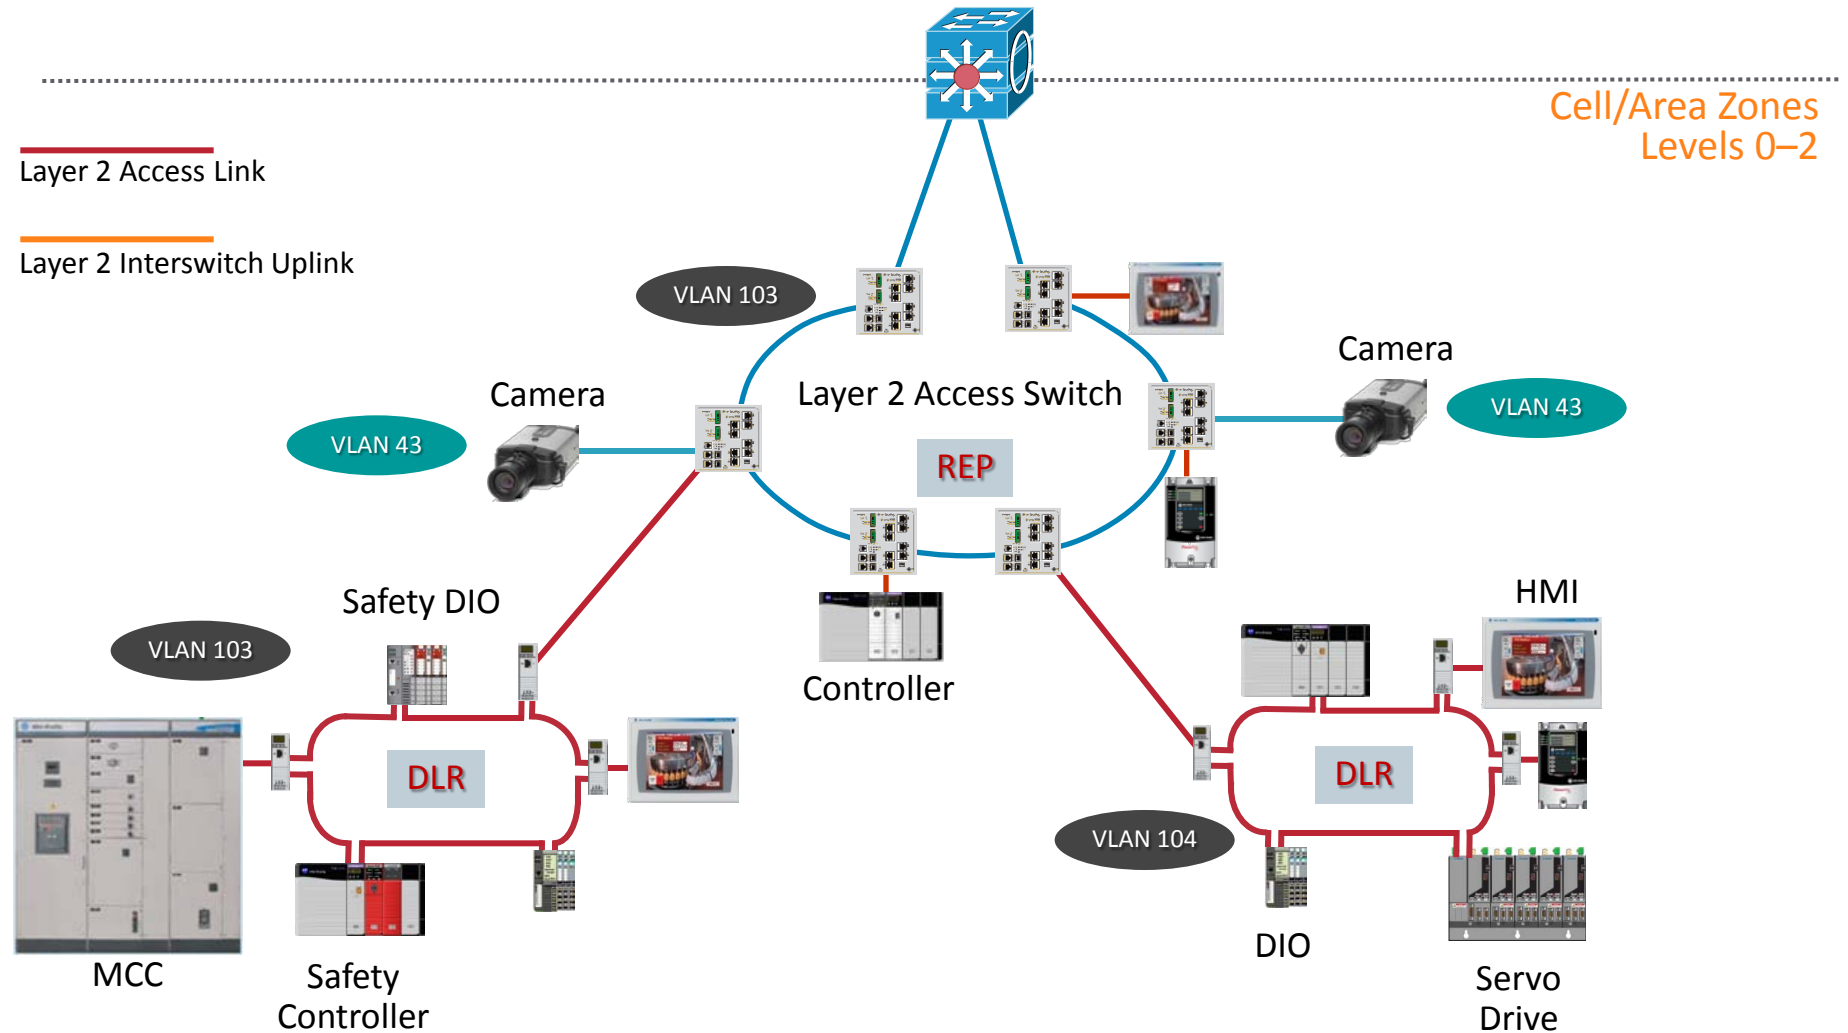 Cell/Area Zones
Levels 0–2
Layer 2 Access Link
Layer 2 Interswitch Uplink
VLAN 103
Camera
Camera
Layer 2 Access Switch
VLAN 43
VLAN 43
REP
Safety DIO
HMI
VLAN 103
Controller
DLR
DLR
VLAN 104
DIO
MCC
Safety
Controller
Servo
Drive